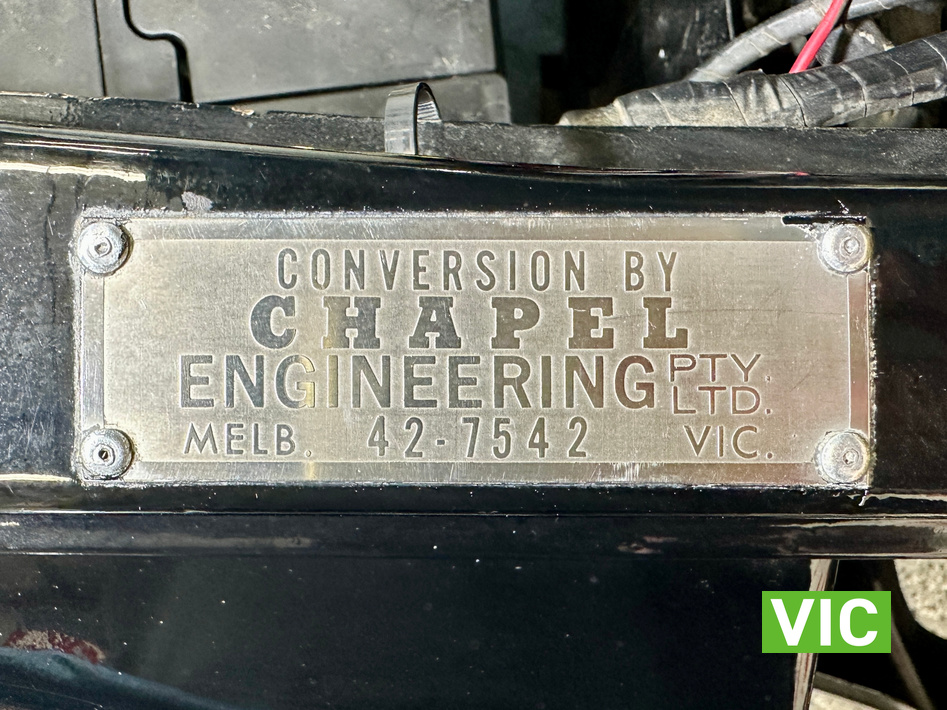 CONVERSION BY
CHAPEL
ENGINEERING PTY. LTD.
MELB. 42-7542 VIC.
VIC